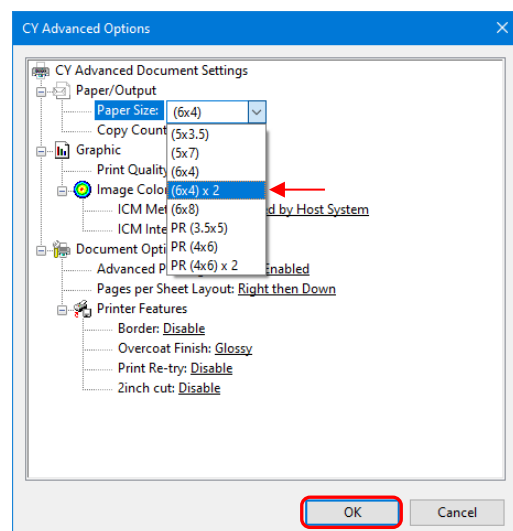 CY Advanced Options
CY Advanced Document Settings
Paper/Output
Paper Size: (6x4)
Copy Count
(5x3.5)
(5x7)
Graphic
Print Quality
(6x4)
Image Color
(6x4) x 2
ICM Met
(6x8)
d by Host System
ICM Inte
PR (3.5x5)
Document Opti
PR (4x6)
Advanced P
PR (4x6) x 2
Enabled
Pages per Sheet Layout: Right then Down
Printer Features
Border: Disable
Overcoat Finish: Glossy
Print Re-try: Disable
2inch cut: Disable
OK
Cancel